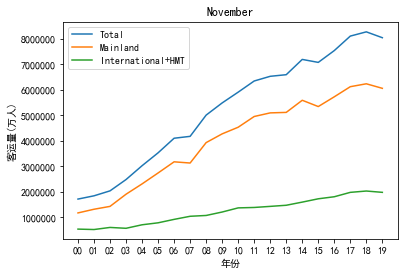 November
Total
Mainland
International+HMT
8000000
7000000
6000000
5000000
4000000
3000000
2000000
1000000
客运量(万人)
00 01 02 03 04 05 06 07 08 09 10 11 12 13 14 15 16 17 18 19
年份